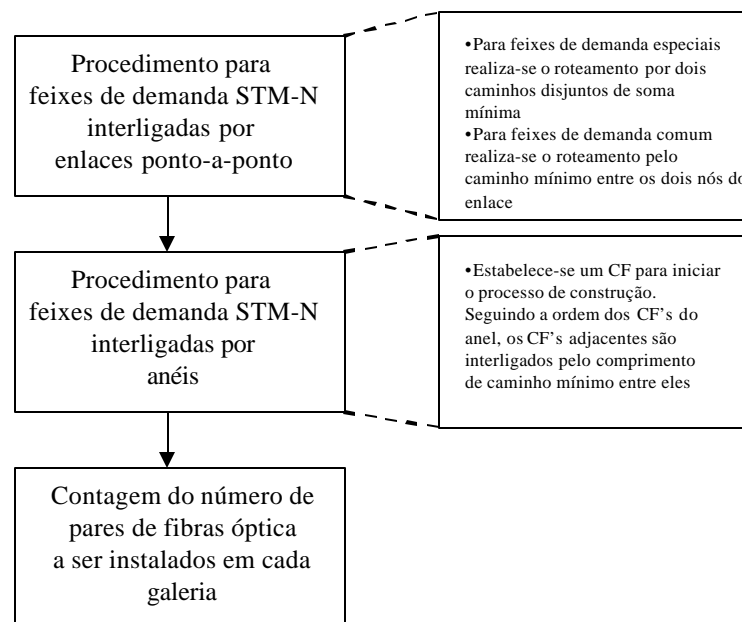 Procedimento para
feixes de demanda STM-N
interligadas por
enlaces ponto-a-ponto
•Para feixes de demanda especiais
realiza-se o roteamento por dois
caminhos disjuntos de soma
mínima
•Para feixes de demanda comum
realiza-se o roteamento pelo
caminho mínimo entre os dois nós do
enlace
Procedimento para
feixes de demanda STM-N
interligadas por
anéis
•Estabelece-se um CF para iniciar
o processo de construção.
Seguindo a ordem dos CF's do
anel, os CF's adjacentes são
interligados pelo comprimento
de caminho mínimo entre eles
Contagem do número de
pares de fibras óptica
a ser instalados em cada
galeria